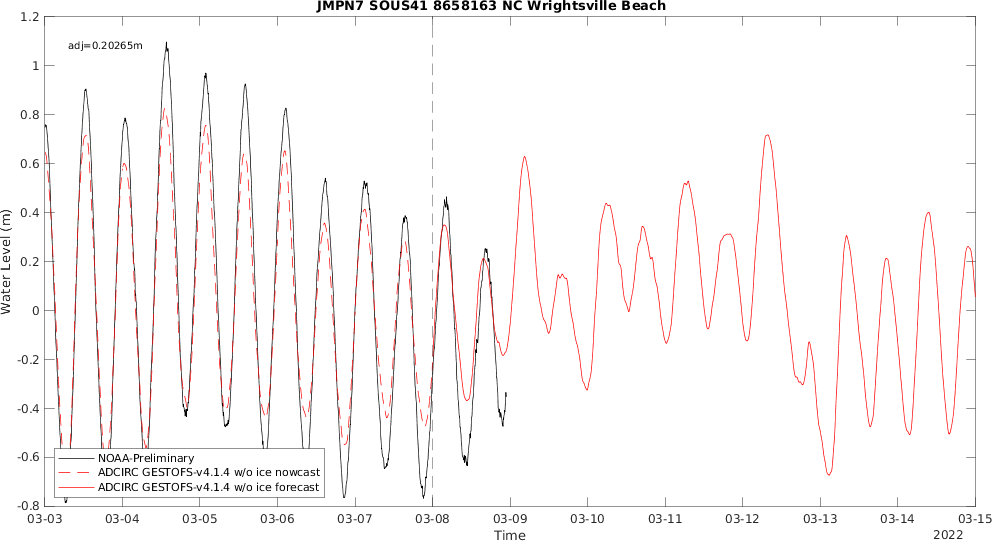 JMPN7 SOUS41 8658163 NC Wrightsville Beach
adj=0.20265m
1.2
1
0.8
0.6
0.4
0.2
0
-0.2
-0.4
-0.6
-0.8
Water Level (m)
NOAA-Preliminary
ADCIRC GESTOFS-v4.1.4 w/o ice nowcast
ADCIRC GESTOFS-v4.1.4 w/o ice forecast
03-03 03-04 03-05 03-06 03-07 03-08 03-09 03-10 03-11 03-12 03-13 03-14 03-15
Time
2022